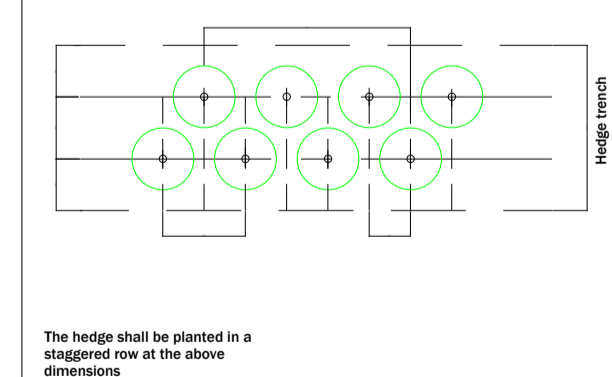 Hedge trench
The hedge shall be planted in a
staggered row at the above
dimensions